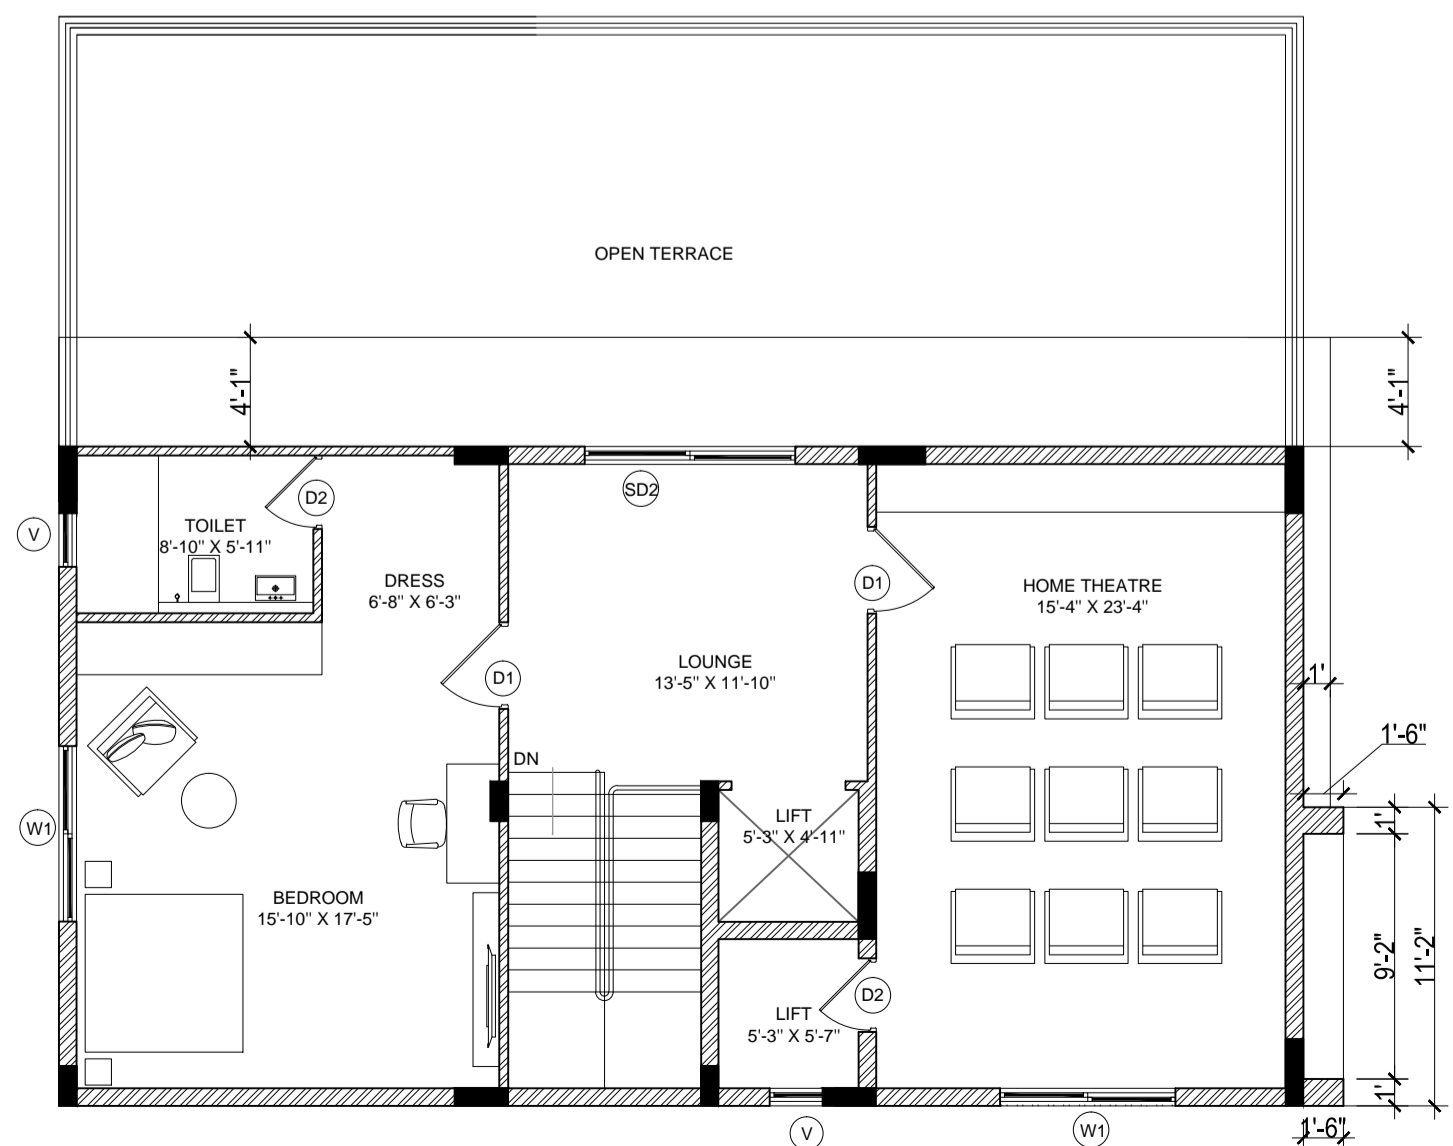 OPEN TERRACE
4'-1"
4'-1"
SD2
D2
V
TOILET
8'-10" X 5'-11"
DRESS
6'-8" X 6'-3"
D1
HOME THEATRE
15'-4" X 23'-4"
LOUNGE
13'-5" X 11'-10"
D1
1'
1'-6"
DN
W1
LIFT
5'-3" X 4'-11"
1'
BEDROOM
15'-10" X 17'-5"
9'-2"
11'-2"
D2
LIFT
5'-3" X 5'-7"
1'
V
W1
1'-6"